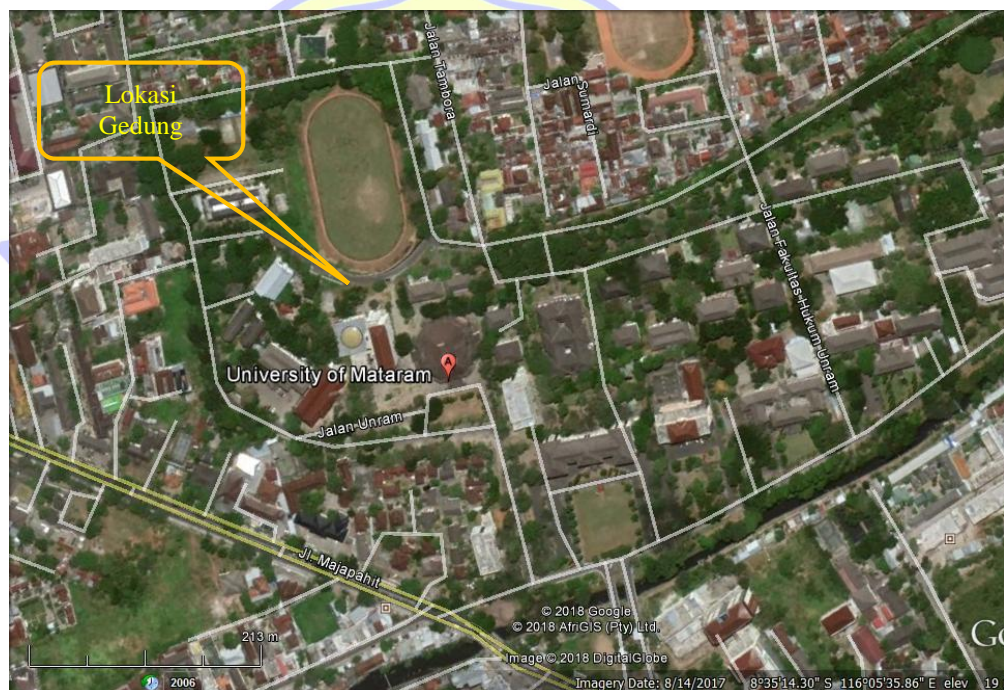 Lokasi
Gedung
Jalan Tambora
Jalan Sumardi
Jalan Fakultas Hukum Unram
University of Mataram
A
Jalan Unram
Jl. Majapahit
213 m
© 2018 Google
© 2018 AfriGIS (Pty) Ltd.
Image © 2018 DigitalGlobe
2006
Imagery Date: 8/14/2017 8°35'14.30" S 116°05'35.86" E elev 19